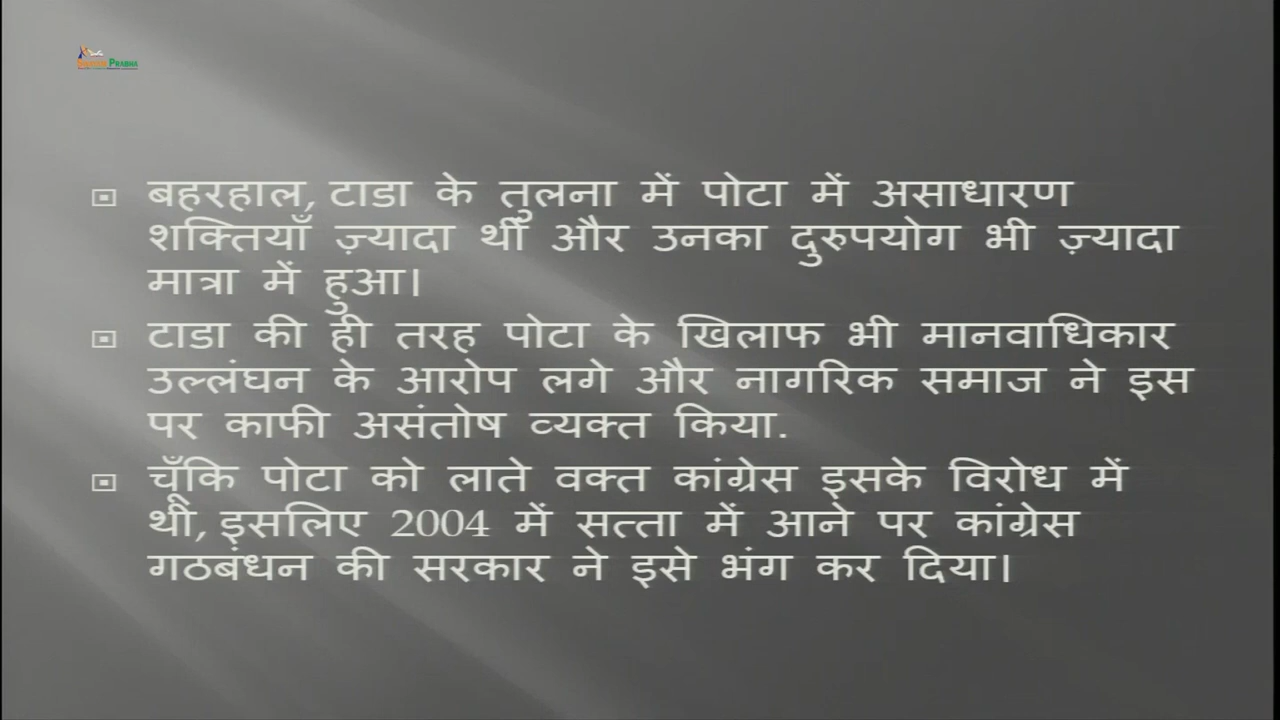 PRABHA
बहरहाल, टाडा के तुलना में पोटा में असाधारण
शक्तियाँ ज़्यादा थीं और उनका दुरुपयोग भी ज़्यादा
मात्रा में हुआ।
टाडा की ही तरह पोटा के खिलाफ भी मानवाधिकार
उल्लंघन के आरोप लगे और नागरिक समाज ने इस
पर काफी असंतोष व्यक्त किया.
चूँकि पोटा को लाते वक्त कांग्रेस इसके विरोध में
थी, इसलिए 2004 में सत्ता में आने पर कांग्रेस
गठबंधन की सरकार ने इसे भंग कर दिया।